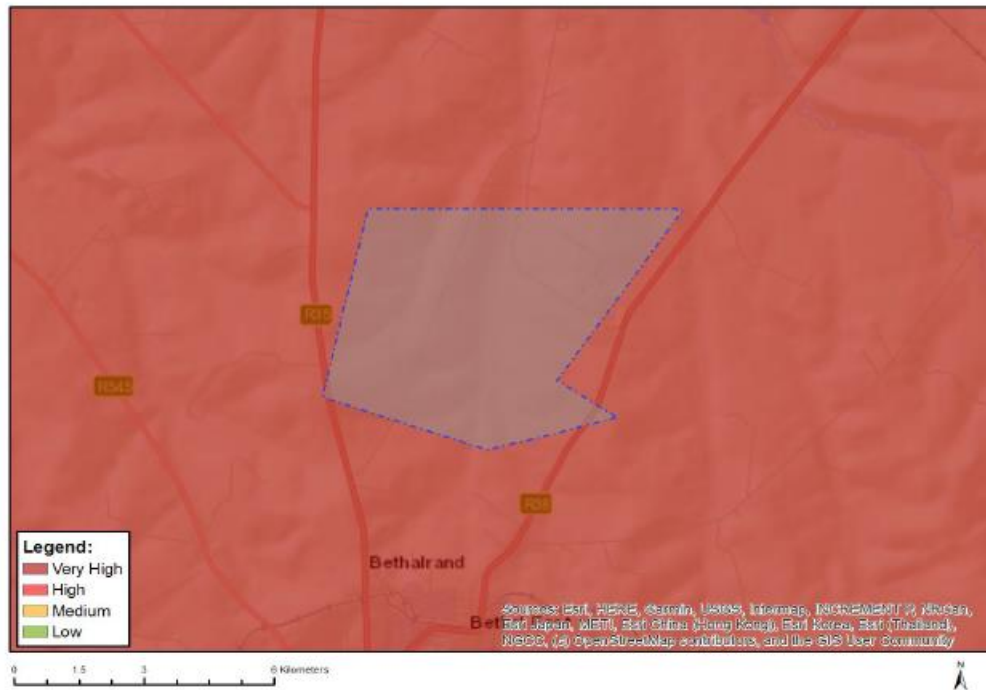 R35
R545
R38
Bethalrand
Legend:
Very High
High
Medium
Low
Sources: Esri, HERE, Garmin, USGS, Intermap, INCREMENT P, NRCan,
Esri Japan, METI, Esri China (Hong Kong), Esri Korea, Esri (Thailand),
NGCC, (c) OpenStreetMap contributors, and the GIS User Community
0 1.5 3 6 Kilometers
N